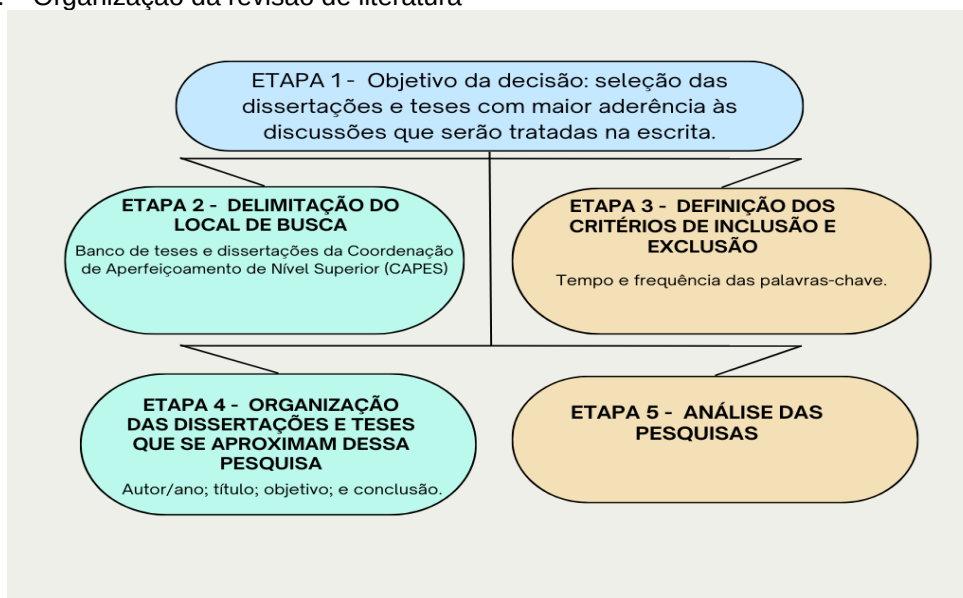 Organização da revisão de literatura
ETAPA 1 - Objetivo da decisão: seleção das
dissertações e teses com maior aderência às
discussões que serão tratadas na escrita.
ETAPA 2 - DELIMITAÇÃO DO
LOCAL DE BUSCA
Banco de teses e dissertações da Coordenação
de Aperfeiçoamento de Nível Superior (CAPES)
ETAPA 3 - DEFINIÇÃO DOS
CRITÉRIOS DE INCLUSÃO E
EXCLUSÃO
Tempo e frequência das palavras-chave.
ETAPA 4 - ORGANIZAÇÃO
DAS DISSERTAÇÕES E TESES
QUE SE APROXIMAM DESSA
PESQUISA
Autor/ano; título; objetivo; e conclusão.
ETAPA 5 - ANÁLISE DAS
PESQUISAS